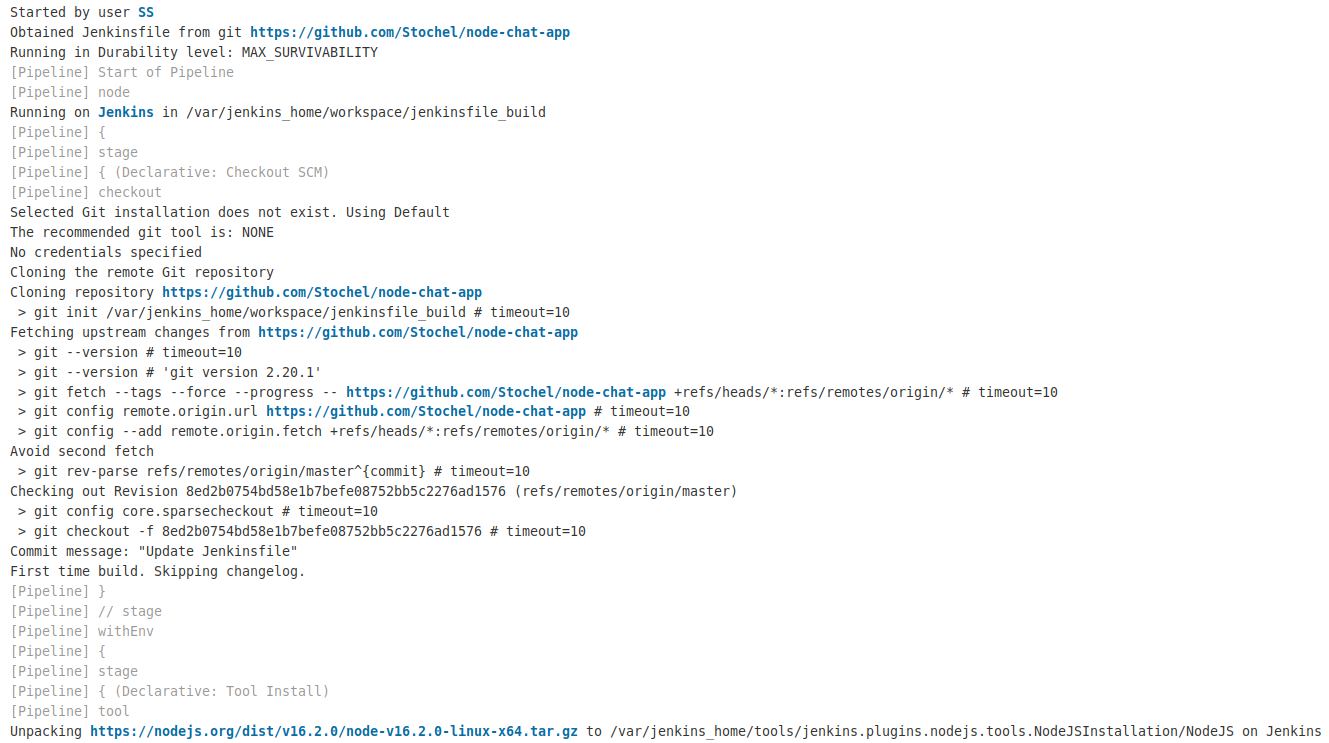 Started by user SS
Obtained Jenkinsfile from git https://github.com/Stochel/node-chat-app
Running in Durability level: MAX_SURVIVABILITY
[Pipeline] Start of Pipeline
[Pipeline] node
Running on Jenkins in /var/jenkins_home/workspace/jenkinsfile_build
[Pipeline] {
[Pipeline] stage
[Pipeline] { (Declarative: Checkout SCM)
[Pipeline] checkout
Selected Git installation does not exist. Using Default
The recommended git tool is: NONE
No credentials specified
Cloning the remote Git repository
Cloning repository https://github.com/Stochel/node-chat-app
 > git init /var/jenkins_home/workspace/jenkinsfile_build # timeout=10
Fetching upstream changes from https://github.com/Stochel/node-chat-app
 > git --version # timeout=10
 > git --version # 'git version 2.20.1'
 > git fetch --tags --force --progress -- https://github.com/Stochel/node-chat-app +refs/heads/*:refs/remotes/origin/* # timeout=10
 > git config remote.origin.url https://github.com/Stochel/node-chat-app # timeout=10
 > git config --add remote.origin.fetch +refs/heads/*:refs/remotes/origin/* # timeout=10
Avoid second fetch
 > git rev-parse refs/remotes/origin/master^{commit} # timeout=10
Checking out Revision 8ed2b0754bd58e1b7befe08752bb5c2276ad1576 (refs/remotes/origin/master)
 > git config core.sparsecheckout # timeout=10
 > git checkout -f 8ed2b0754bd58e1b7befe08752bb5c2276ad1576 # timeout=10
Commit message: "Update Jenkinsfile"
First time build. Skipping changelog.
[Pipeline] }
[Pipeline] // stage
[Pipeline] withEnv
[Pipeline] {
[Pipeline] stage
[Pipeline] { (Declarative: Tool Install)
[Pipeline] tool
Unpacking https://nodejs.org/dist/v16.2.0/node-v16.2.0-linux-x64.tar.gz to /var/jenkins_home/tools/jenkins.plugins.nodejs.tools.NodeJSInstallation/NodeJS on Jenkins